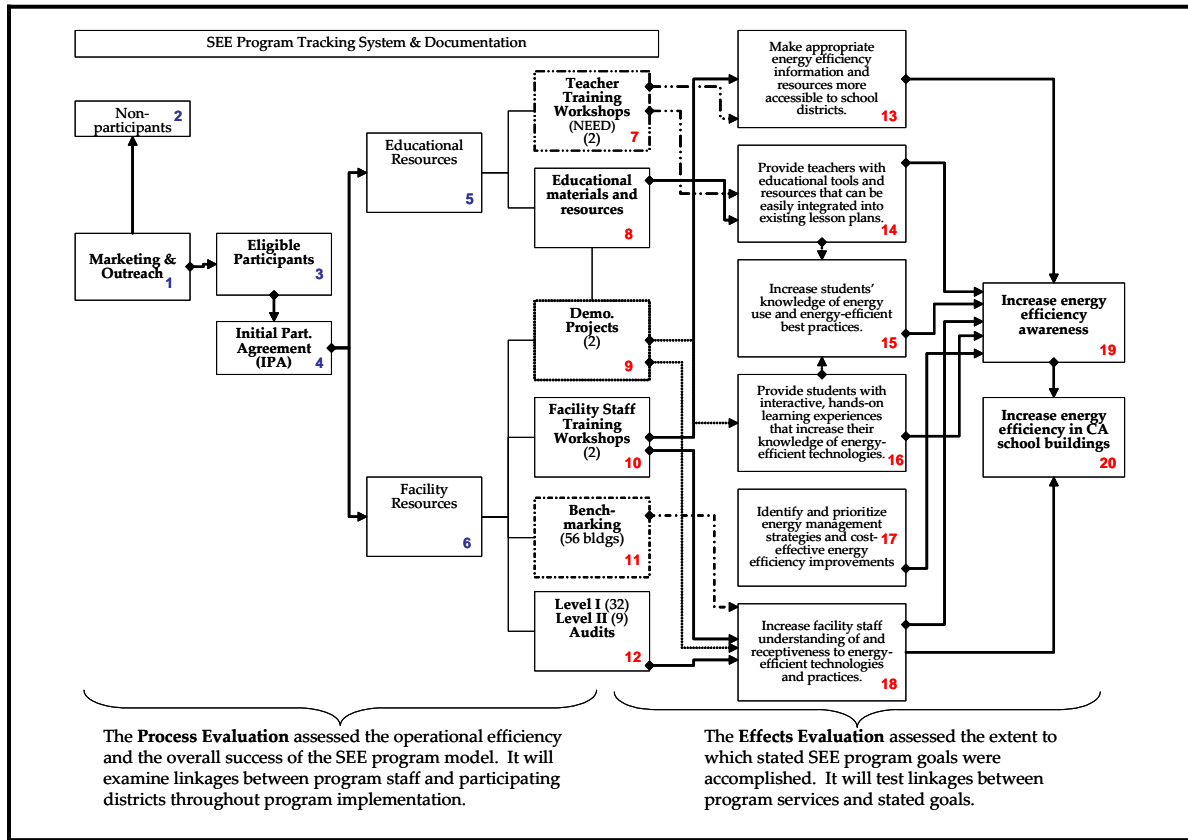 SEE Program Tracking System & Documentation
Non-
participants
2
Marketing &
Outreach
1
Eligible
Participants
3
Initial Part.
Agreement
(IPA)
4
Educational
Resources
5
Facility
Resources
6
Teacher
Training
Workshops
(NEED)
(2)
7
Educational
materials and
resources
8
Demo.
Projects
(2)
9
Facility Staff
Training
Workshops
(2)
10
Bench-
marking
(56 bldgs)
11
Level I (32)
Level II (9)
Audits
12
Make appropriate
energy efficiency
information and
resources more
accessible to school
districts.
13
Provide teachers with
educational tools and
resources that can be
easily integrated into
existing lesson plans.
14
Increase students’
knowledge of energy
use and energy-efficient
best practices.
15
Provide students with
interactive, hands-on
learning experiences
that increase their
knowledge of energy-
efficient technologies.
16
Identify and prioritize
energy management
strategies and cost-
effective energy
efficiency improvements
17
Increase facility staff
understanding of and
receptiveness to energy-
efficient technologies
and practices.
18
Increase energy
efficiency
awareness
19
Increase energy
efficiency in CA
school buildings
20
The Process Evaluation assessed the operational efficiency
and the overall success of the SEE program model. It will
examine linkages between program staff and participating
districts throughout program implementation.
The Effects Evaluation assessed the extent to
which stated SEE program goals were
accomplished. It will test linkages between
program services and stated goals.